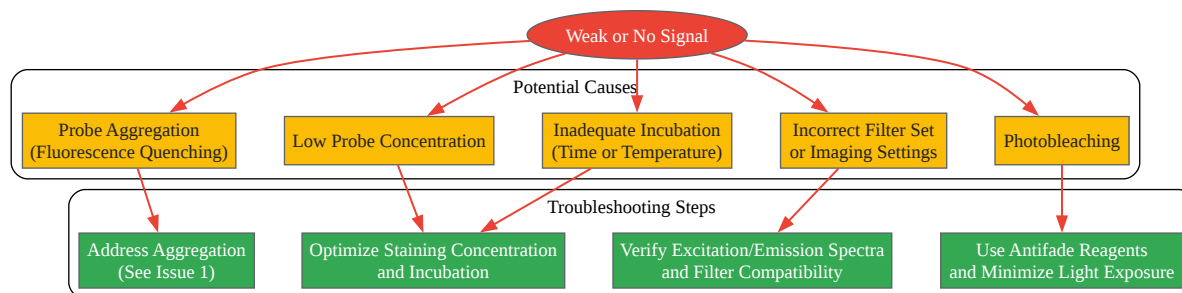 Weak or No Signal
Potential Causes
Probe Aggregation
(Fluorescence Quenching)
Low Probe Concentration
Inadequate Incubation
(Time or Temperature)
Incorrect Filter Set
or Imaging Settings
Photobleaching
Troubleshooting Steps
Address Aggregation
(See Issue 1)
Optimize Staining Concentration
and Incubation
Verify Excitation/Emission Spectra
and Filter Compatibility
Use Antifade Reagents
and Minimize Light Exposure